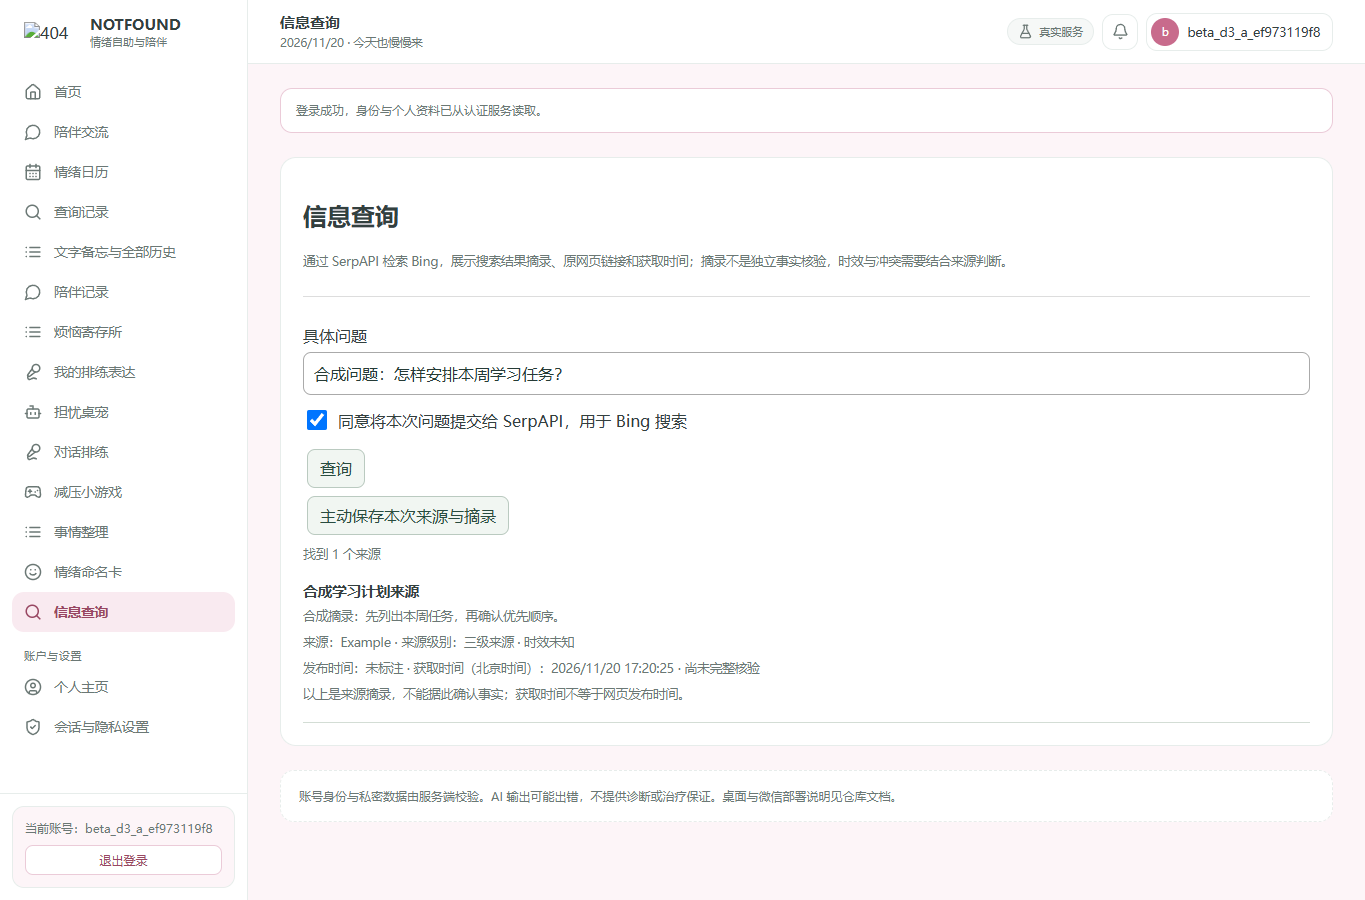 404
NOTFOUND
情绪自助与陪伴
首页
陪伴交流
情绪日历
查询记录
文字备忘与全部历史
陪伴记录
烦恼寄存所
我的排练表达
担忧桌宠
对话排练
减压小游戏
事情整理
情绪命名卡
信息查询
账户与设置
个人主页
会话与隐私设置
当前账号：beta_d3_a_ef973119f8
退出登录
信息查询
2026/11/20 · 今天也慢慢来
真实服务
b
beta_d3_a_ef973119f8
登录成功，身份与个人资料已从认证服务读取。
信息查询
通过 SerpAPI 检索 Bing，展示搜索结果摘录、原网页链接和获取时间；摘录不是独立事实核验，时效与冲突需要结合来源判断。
具体问题
合成问题：怎样安排本周学习任务？
同意将本次问题提交给 SerpAPI，用于 Bing 搜索
查询
主动保存本次来源与摘录
找到 1 个来源
合成学习计划来源
合成摘录：先列出本周任务，再确认优先顺序。
来源：Example · 来源级别：三级来源 · 时效未知
发布时间：未标注 · 获取时间（北京时间）：2026/11/20 17:20:25 · 尚未完整核验
以上是来源摘录，不能据此确认事实；获取时间不等于网页发布时间。
账号身份与私密数据由服务端校验。AI 输出可能出错，不提供诊断或治疗保证。桌面与微信部署说明见仓库文档。